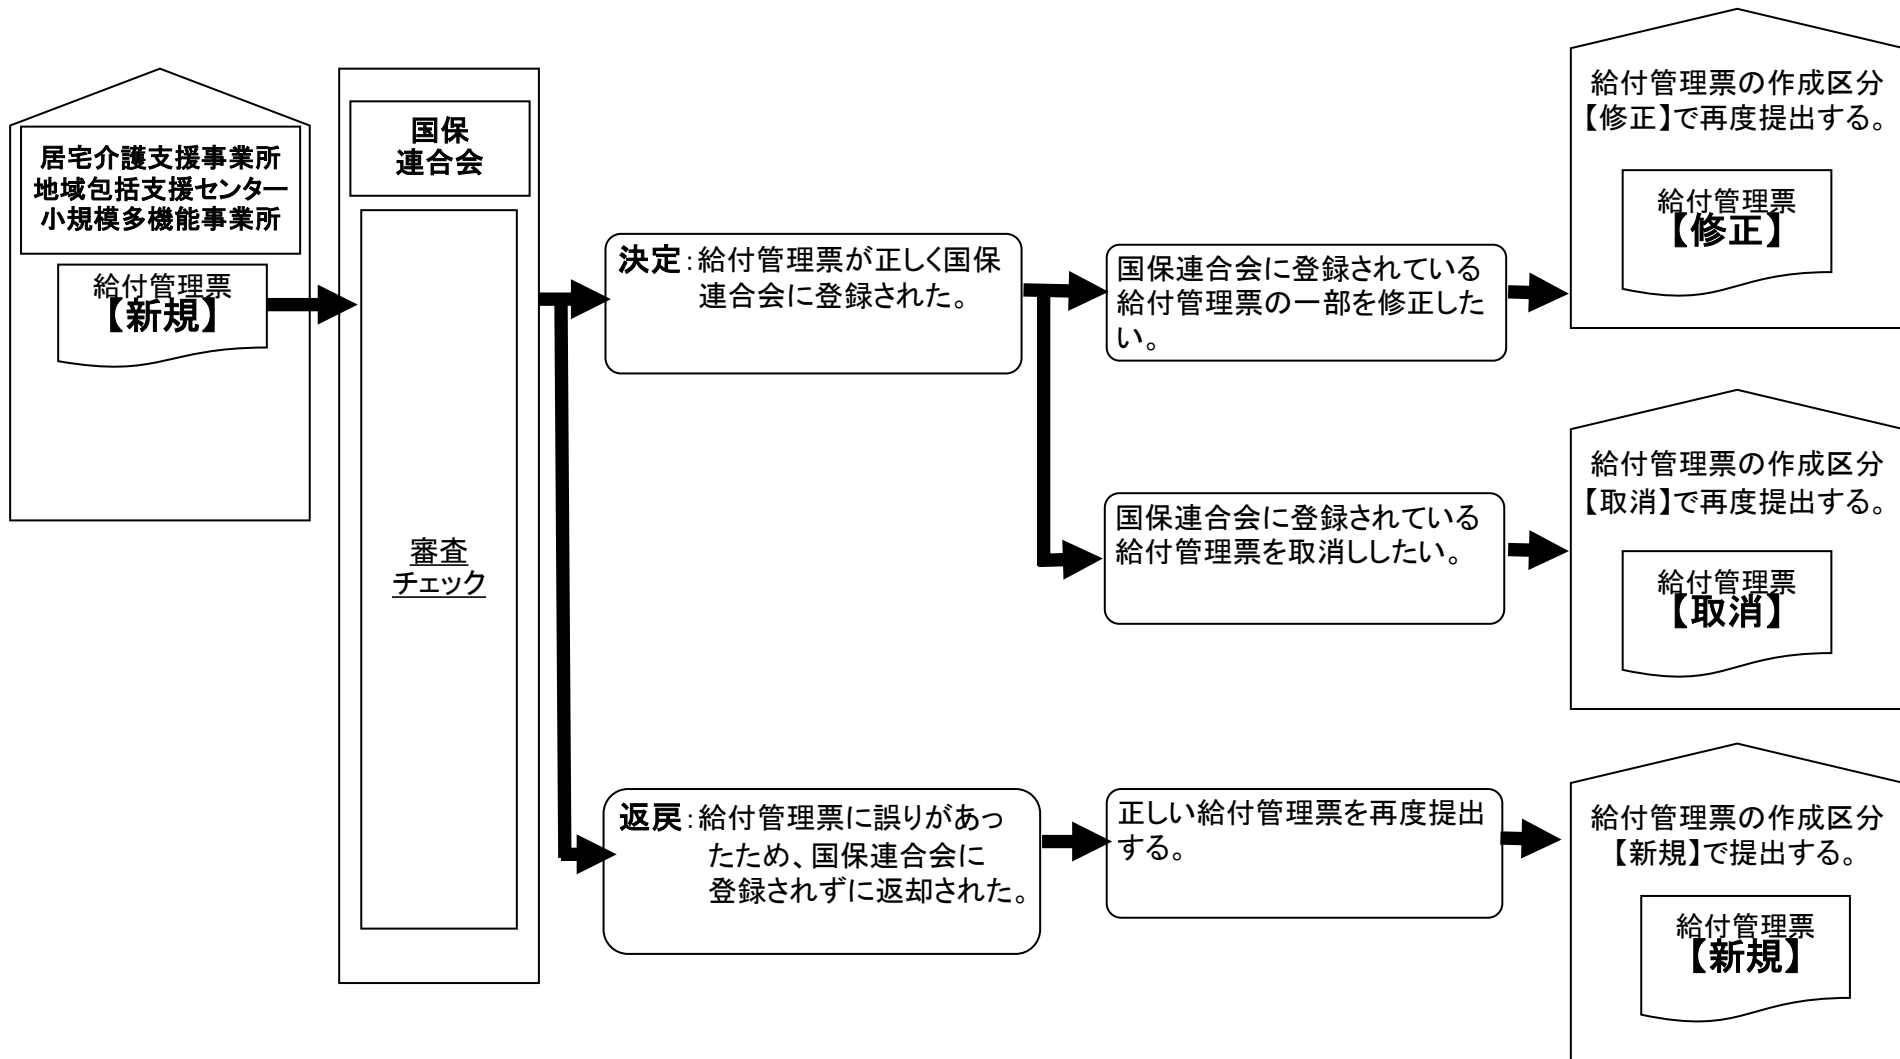 居宅介護支援事業所
地域包括支援センター
小規模多機能事業所
給付管理票
【新規】
国保
連合会
審査
チェック
決定：給付管理票が正しく国保
連合会に登録された。
国保連合会に登録されている
給付管理票の一部を修正した
い。
給付管理票の作成区分
【修正】で再度提出する。
給付管理票
【修正】
国保連合会に登録されている
給付管理票を取消ししたい。
給付管理票の作成区分
【取消】で再度提出する。
給付管理票
【取消】
返戻：給付管理票に誤りがあっ
たため、国保連合会に
登録されずに返却された。
正しい給付管理票を再度提出
する。
給付管理票の作成区分
【新規】で提出する。
給付管理票
【新規】